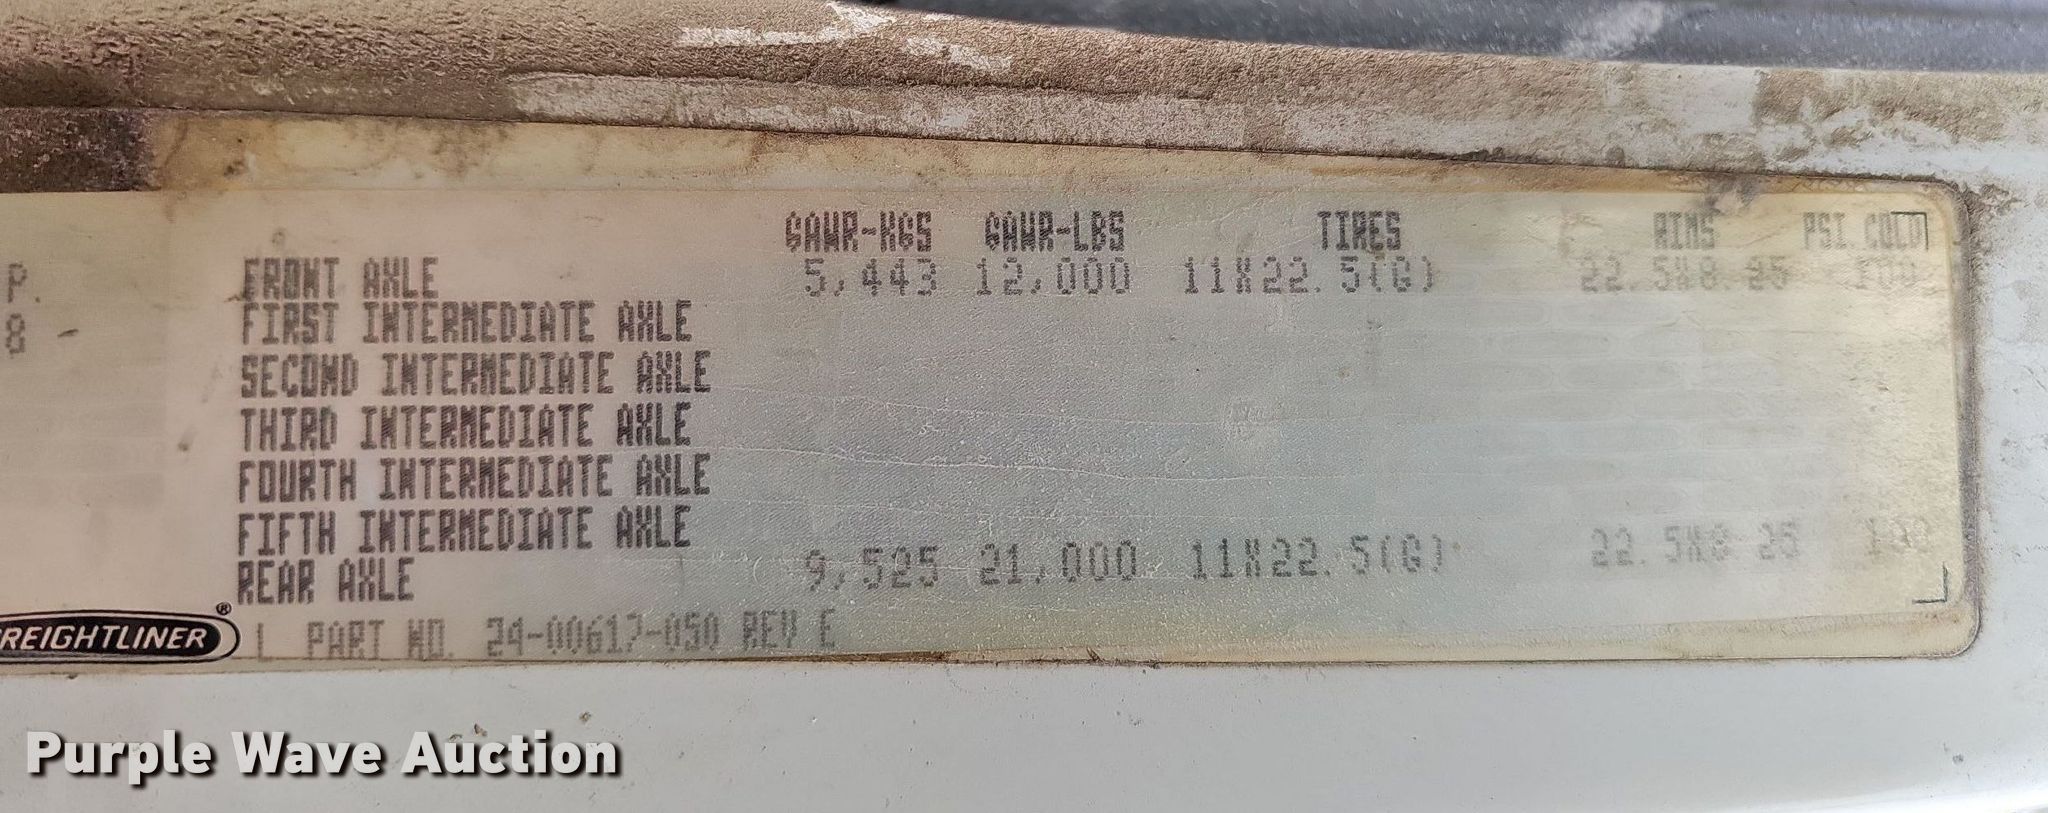 GAWR-KGS GAWR-LBS TIRES RIMS PSI COLD
FRONT AXLE 5,443 12,000 11X22.5(G) 22.5X8.25 100
P.
FIRST INTERMEDIATE AXLE
8 -
SECOND INTERMEDIATE AXLE
THIRD INTERMEDIATE AXLE
FOURTH INTERMEDIATE AXLE
FIFTH INTERMEDIATE AXLE
REAR AXLE 9,525 21,000 11X22.5(G) 22.5X8.25 100
REIGHTLINER® PART NO. 24-00617-050 REV E
Purple Wave Auction